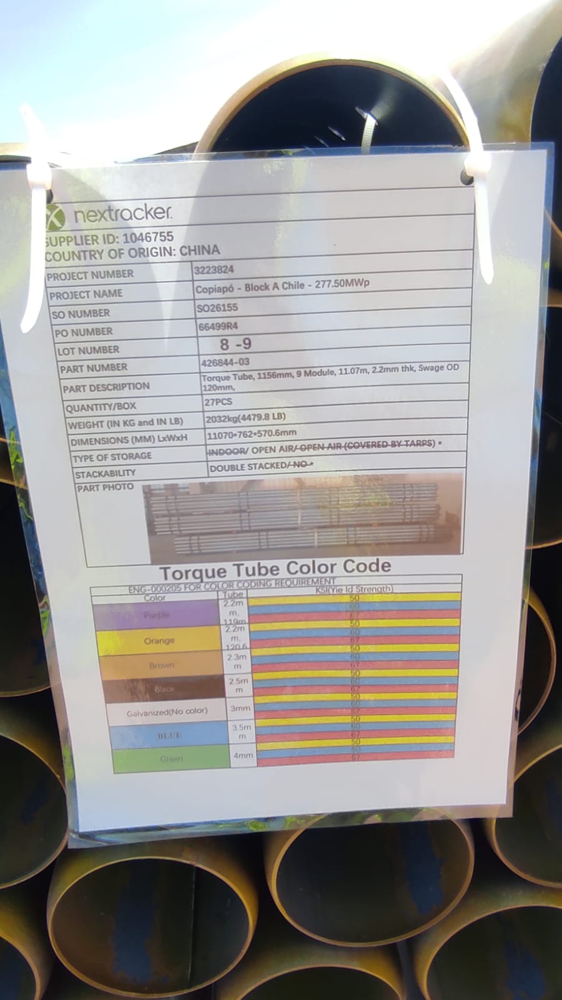 nextracker.
SUPPLIER ID: 1046755
COUNTRY OF ORIGIN: CHINA
PROJECT NUMBER 3223824
PROJECT NAME Copiapó - Block A Chile - 277.50MWp
SO NUMBER SO26155
PO NUMBER 66499R4
LOT NUMBER 8 -9
PART NUMBER 426844-03
PART DESCRIPTION Torque Tube, 1156mm, 9 Module, 11.07m, 2.2mm thk, Swage OD
120mm,
QUANTITY/BOX 27PCS
WEIGHT (IN KG and IN LB) 2032kg(4479.8 LB)
DIMENSIONS (MM) LxWxH 11070*762*570.6mm
TYPE OF STORAGE INDOOR/ OPEN AIR/ OPEN AIR (COVERED BY TARPS) *
STACKABILITY DOUBLE STACKED/ NO *
PART PHOTO
Torque Tube Color Code
ENG-000205 FOR COLOR CODING REQUIREMENT
Color Tube KSI(Yie ld Strength)
Purple 2.2m
m,
119m
50
60
67
Orange 2.2m
m,
120.6
50
60
67
Brown 2.3m
m
50
60
67
Black 2.5m
m
50
60
67
Galvanized(No color) 3mm
50
60
67
BLUE 3.5m
m
50
60
67
Green 4mm
50
60
67